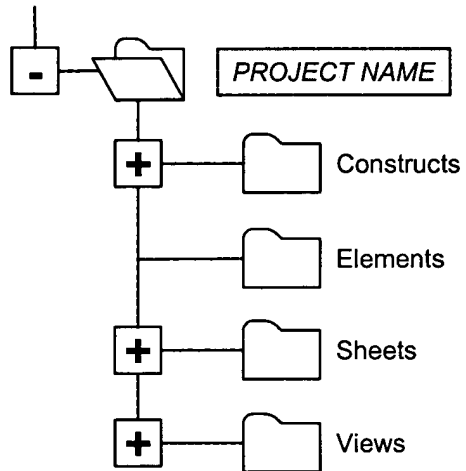 -
PROJECT NAME
+
Constructs
Elements
+
Sheets
+
Views